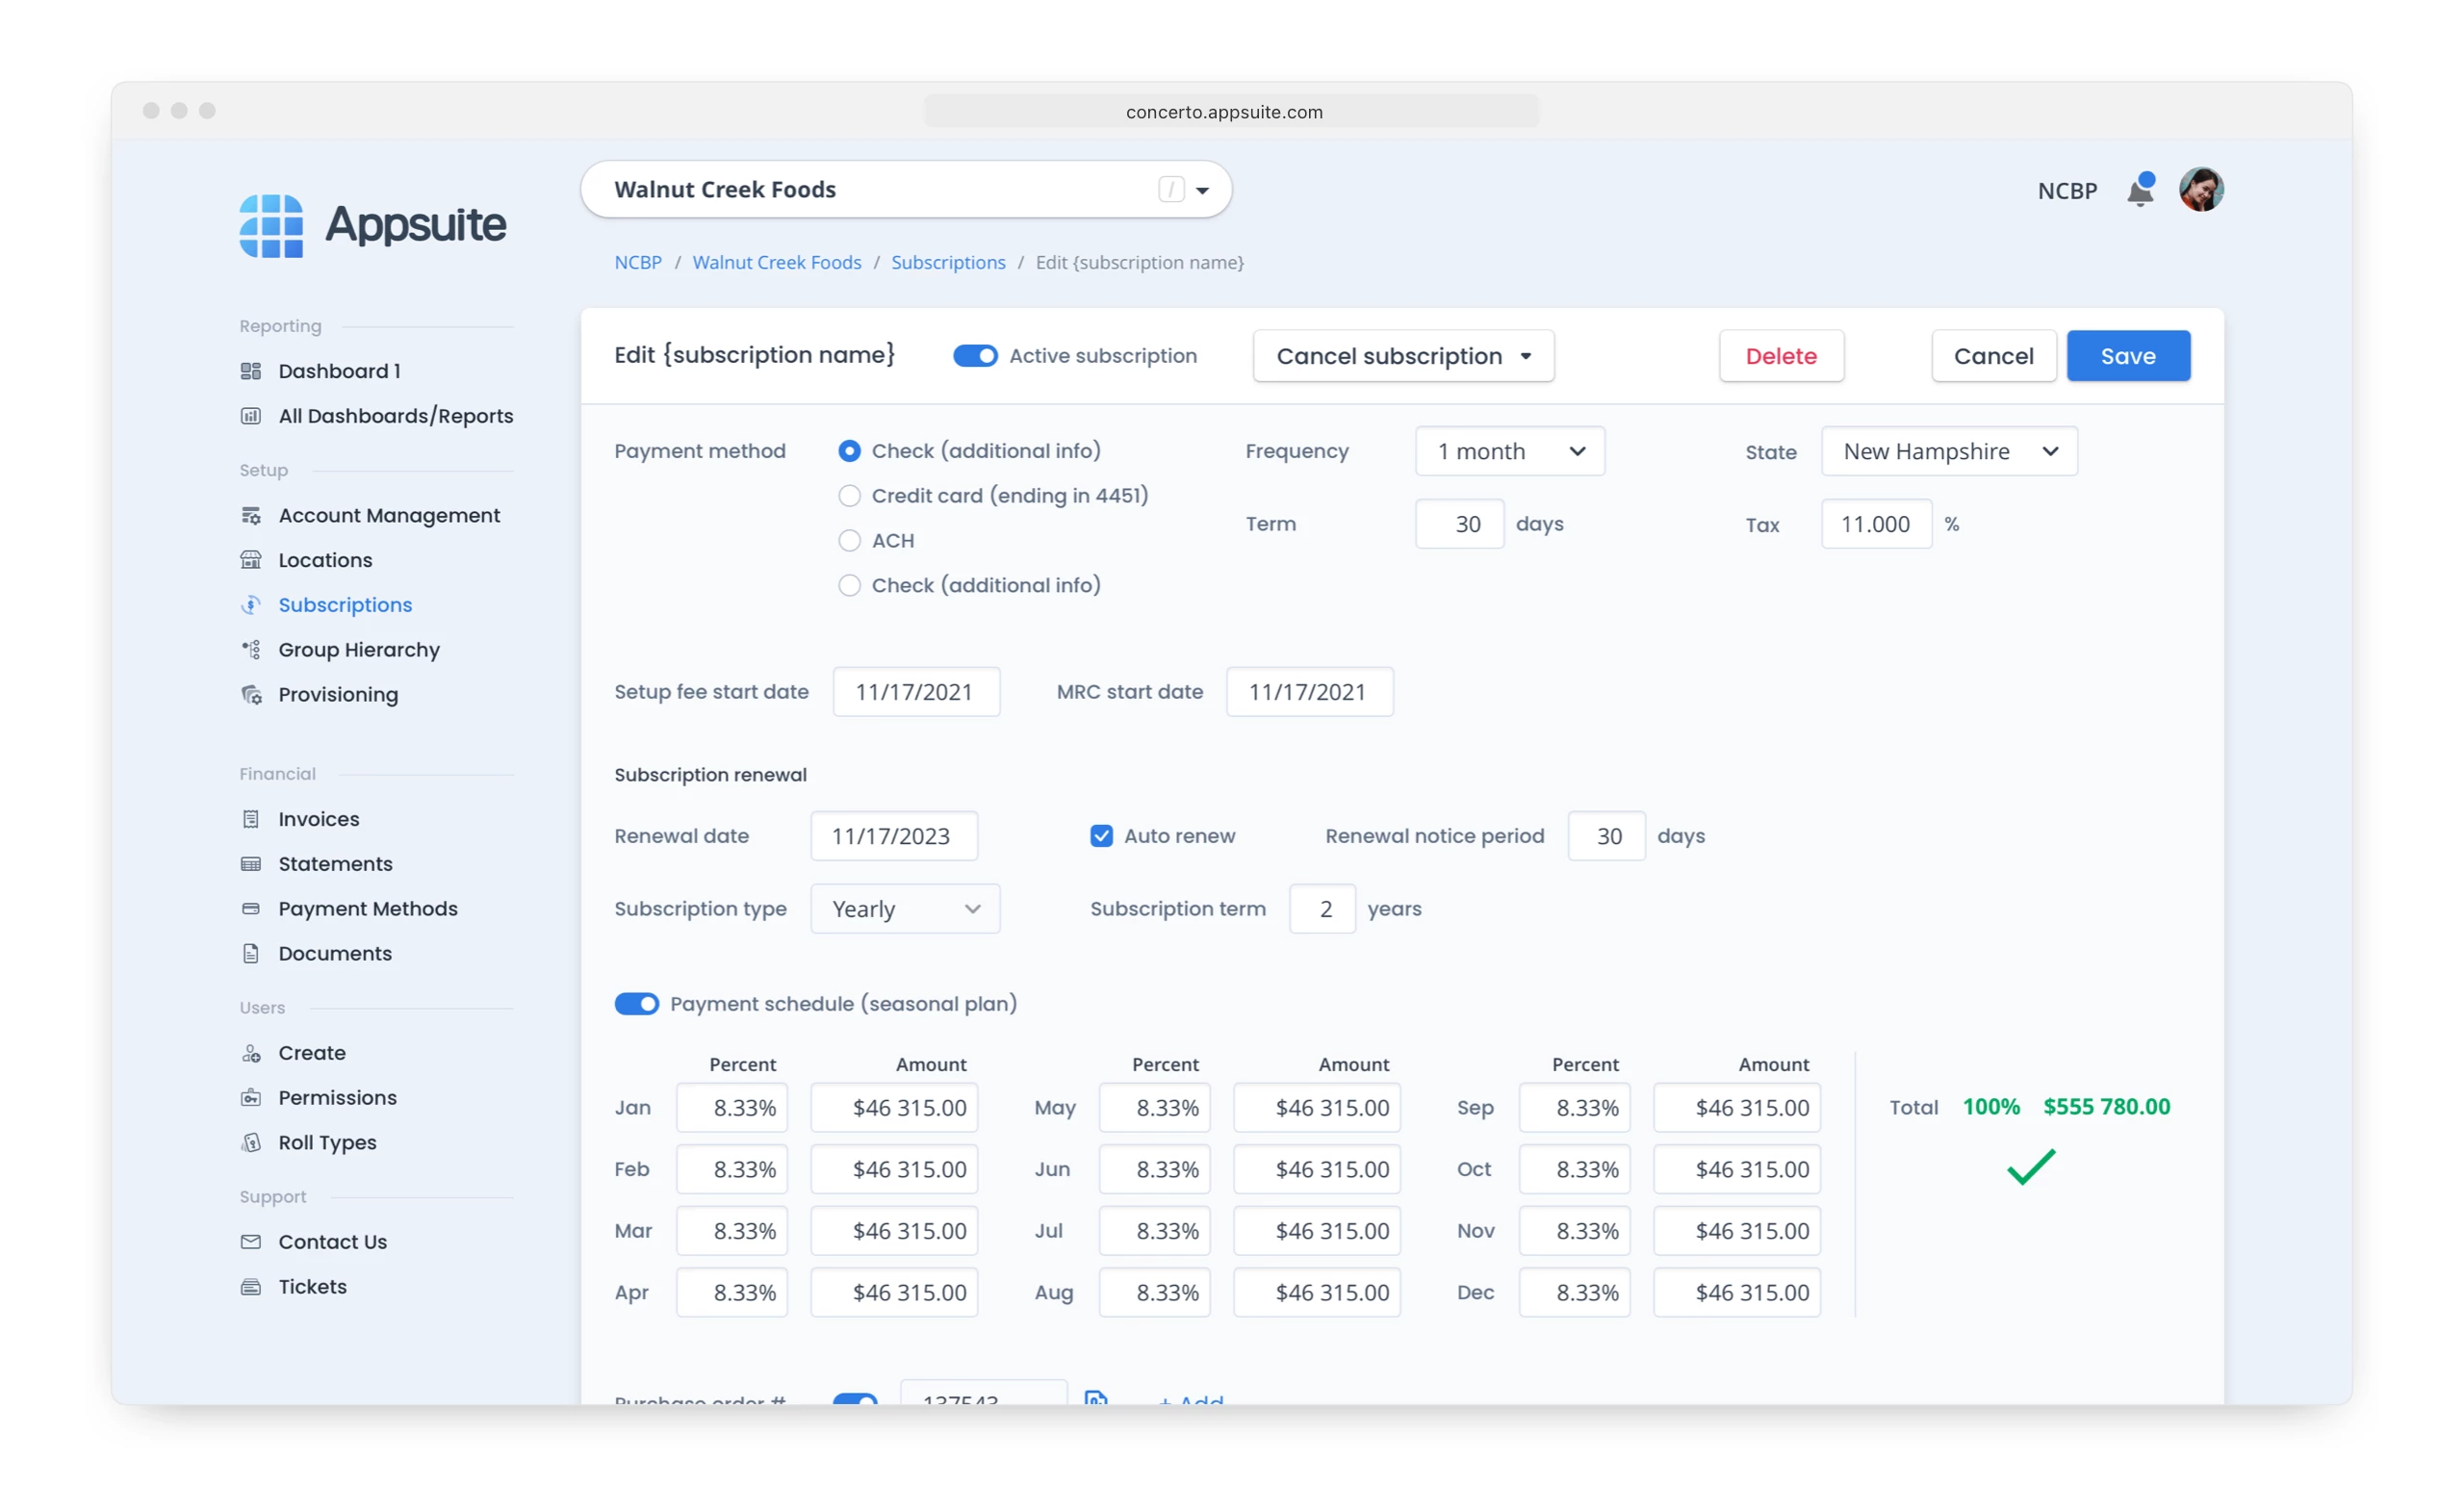 concerto.appsuite.com
Appsuite
Walnut Creek Foods /
NCBP
NCBP / Walnut Creek Foods / Subscriptions / Edit {subscription name}
Reporting
Dashboard 1
All Dashboards/Reports
Setup
Account Management
Locations
Subscriptions
Group Hierarchy
Provisioning
Financial
Invoices
Statements
Payment Methods
Documents
Users
Create
Permissions
Roll Types
Support
Contact Us
Tickets
Edit {subscription name} Active subscription Cancel subscription Delete Cancel Save
Payment method Check (additional info) Frequency 1 month State New Hampshire
Credit card (ending in 4451)
Term 30 days Tax 11.000 %
ACH
Check (additional info)
Setup fee start date 11/17/2021 MRC start date 11/17/2021
Subscription renewal
Renewal date 11/17/2023 Auto renew Renewal notice period 30 days
Subscription type Yearly Subscription term 2 years
Payment schedule (seasonal plan)
Percent Amount Percent Amount Percent Amount
Jan 8.33% $46 315.00 May 8.33% $46 315.00 Sep 8.33% $46 315.00 Total 100% $555 780.00
Feb 8.33% $46 315.00 Jun 8.33% $46 315.00 Oct 8.33% $46 315.00
Mar 8.33% $46 315.00 Jul 8.33% $46 315.00 Nov 8.33% $46 315.00
Apr 8.33% $46 315.00 Aug 8.33% $46 315.00 Dec 8.33% $46 315.00
Purchase order # 137543 + Add